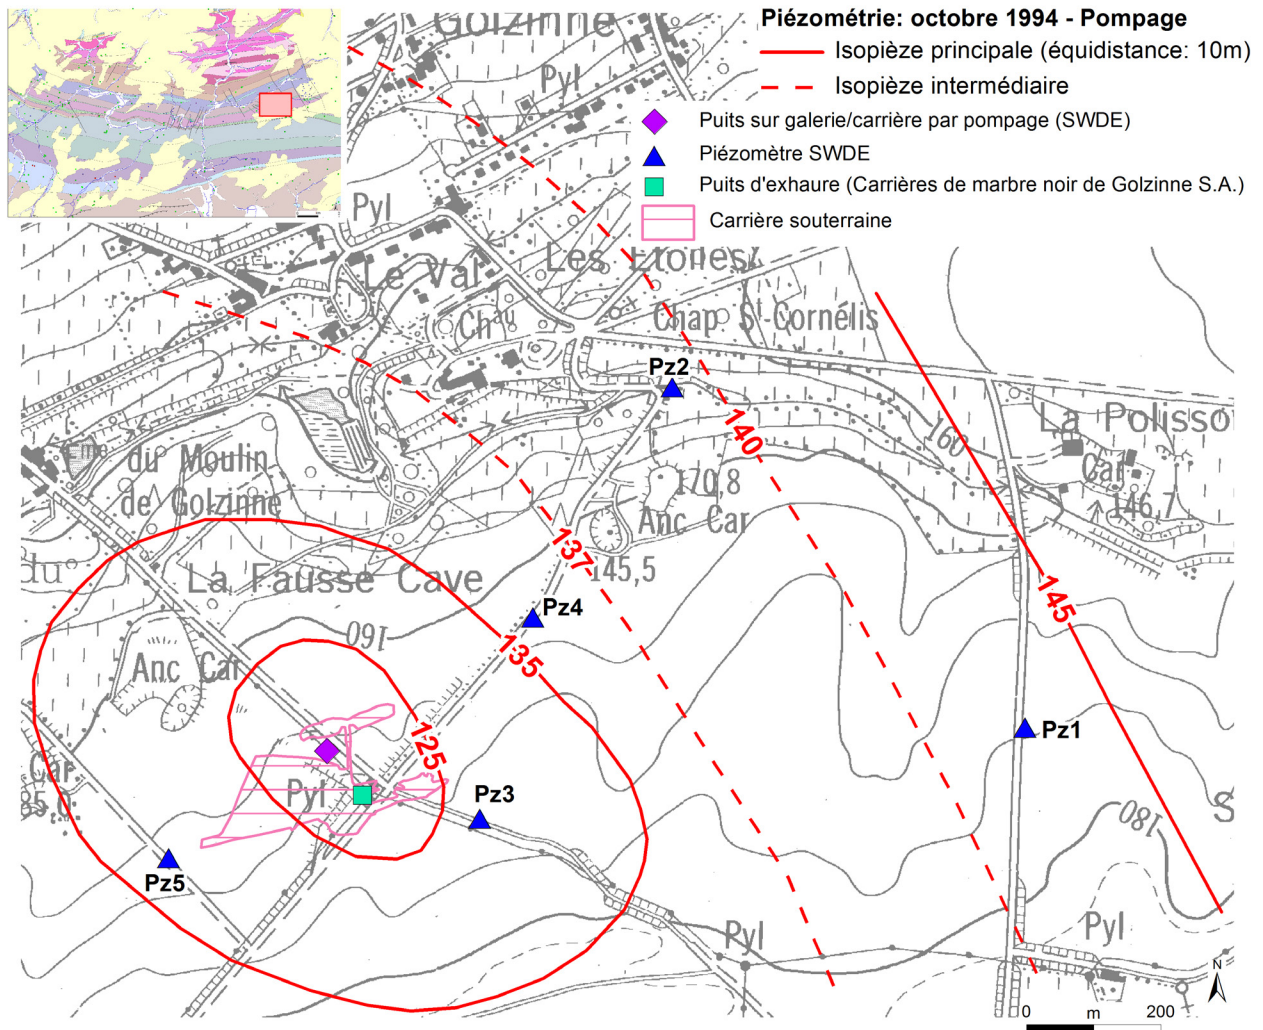 Piézométrie: octobre 1994 - Pompage
Isopièze principale (équidistance: 10m)
Isopièze intermédiaire
Puits sur galerie/carrière par pompage (SWDE)
Piézomètre SWDE
Puits d'exhaure (Carrières de marbre noir de Golzinne S.A.)
Carrière souterraine
Golzinne
Pyl
Pyl
Le Val
Les Etoiles
Chau
Chap St Cornélis
Pz2
140
160
La Polisso
Car
146,7
170,8
Anc Car
du Moulin
de Golzinne
137
145,5
La Fausse Cave
145
Pz4
160
135
Anc Car
125
Pz1
Car
35,0
Pyl
Pz3
180
S
Pz5
Pyl
Pyl
N
0 m 200